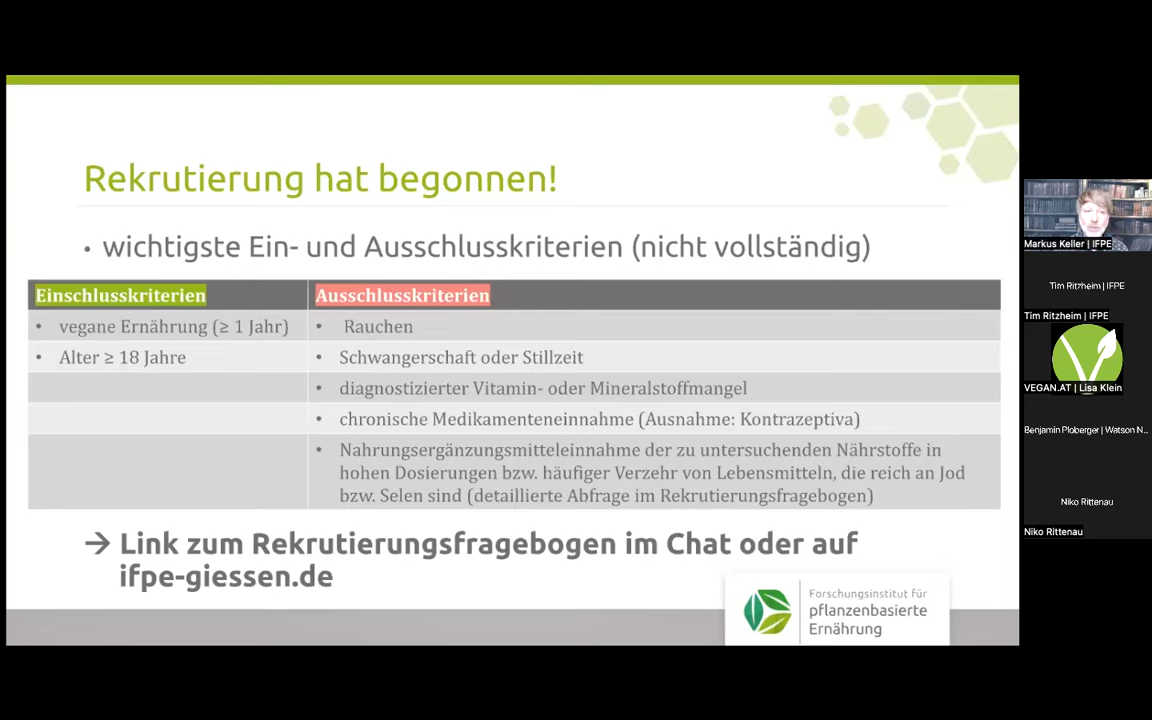 Rekrutierung hat begonnen!
• wichtigste Ein- und Ausschlusskriterien (nicht vollständig)
Einschlusskriterien
Ausschlusskriterien
• vegane Ernährung (≥ 1 Jahr)
• Rauchen
• Alter ≥ 18 Jahre
• Schwangerschaft oder Stillzeit
• diagnostizierter Vitamin- oder Mineralstoffmangel
• chronische Medikamenteneinnahme (Ausnahme: Kontrazeptiva)
• Nahrungsergänzungsmitteleinnahme der zu untersuchenden Nährstoffe in
hohen Dosierungen bzw. häufiger Verzehr von Lebensmitteln, die reich an Jod
bzw. Selen sind (detaillierte Abfrage im Rekrutierungsfragebogen)
→ Link zum Rekrutierungsfragebogen im Chat oder auf
ifpe-giessen.de
Forschungsinstitut für
pflanzenbasierte
Ernährung
Markus Keller | IFPE
Tim Ritzheim | IFPE
Tim Ritzheim | IFPE
VEGAN.AT | Lisa Klein
Benjamin Ploberger | Watson N...
Niko Rittenau
Niko Rittenau